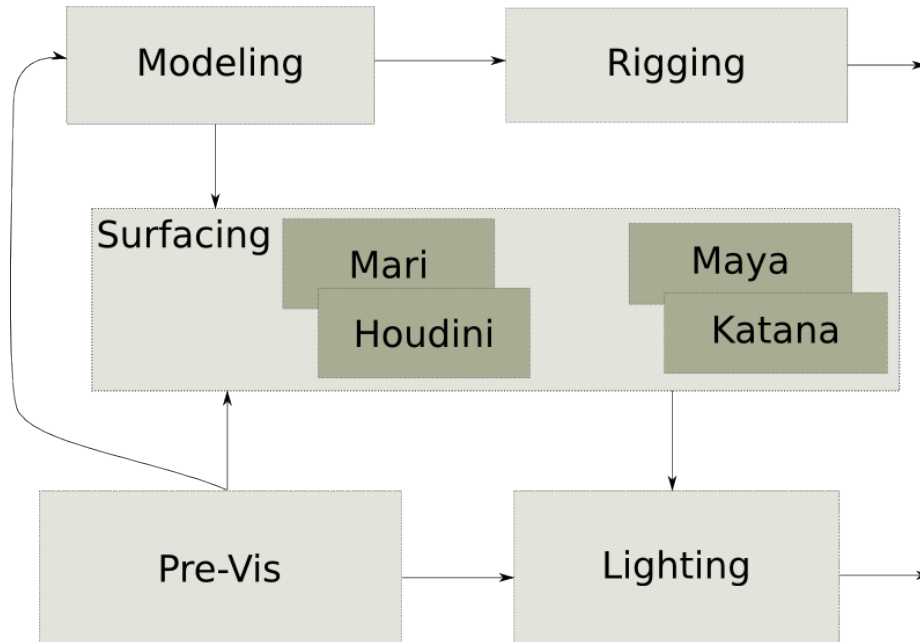 Modeling
Rigging
Surfacing
Mari
Maya
Houdini
Katana
Pre-Vis
Lighting